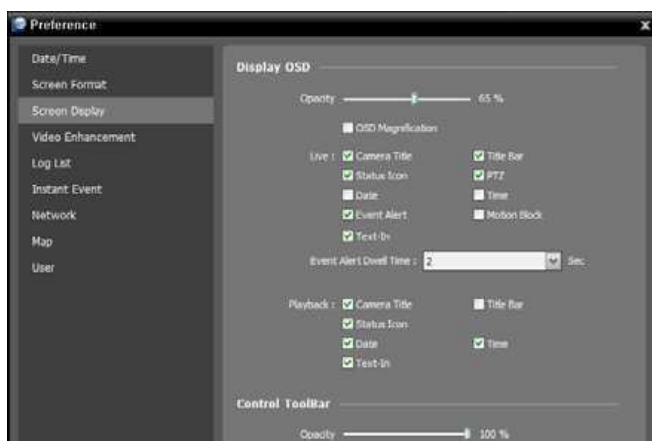 Preference
Date/Time
Screen Format
Screen Display
Video Enhancement
Log List
Instant Event
Network
Map
User
Display OSD
Opacity 65 %
OSD Magnification
Live : Camera Title Title Bar
Status Icon PTZ
Date Time
Event Alert Motion Block
Text-In
Event Alert Dwell Time : 2 Sec
Playback : Camera Title Title Bar
Status Icon
Date Time
Text-In
Control ToolBar
Opacity 100 %